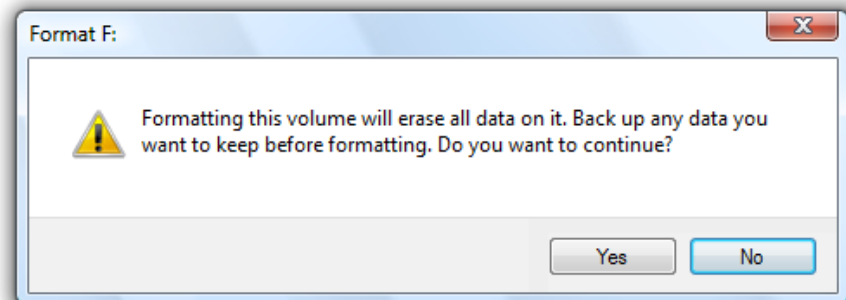 Format F:
Formatting this volume will erase all data on it. Back up any data you
want to keep before formatting. Do you want to continue?
Yes
No